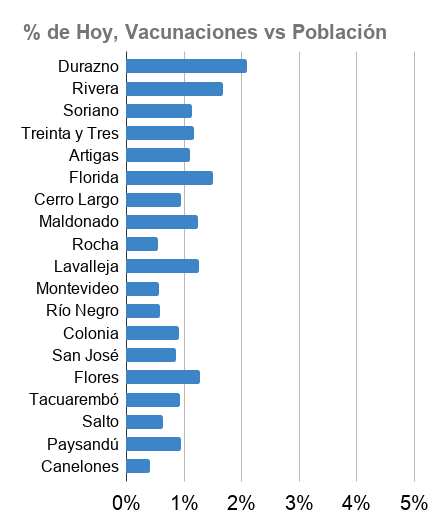 % de Hoy, Vacunaciones vs Población
Durazno
Rivera
Soriano
Treinta y Tres
Artigas
Florida
Cerro Largo
Maldonado
Rocha
Lavalleja
Montevideo
Río Negro
Colonia
San José
Flores
Tacuarembó
Salto
Paysandú
Canelones
0% 1% 2% 3% 4% 5%